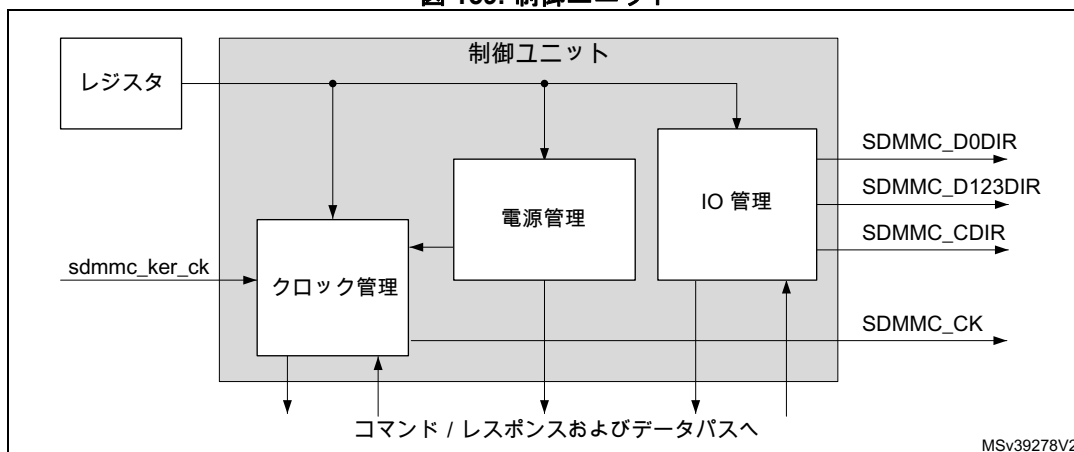 制御ユニット
レジスタ
SDMMC_D0DIR
IO 管理
SDMMC_D123DIR
電源管理
SDMMC_CDIR
sdmmc_ker_ck
クロック管理
SDMMC_CK
コマンド / レスポンスおよびデータパスへ
MSv39278V2